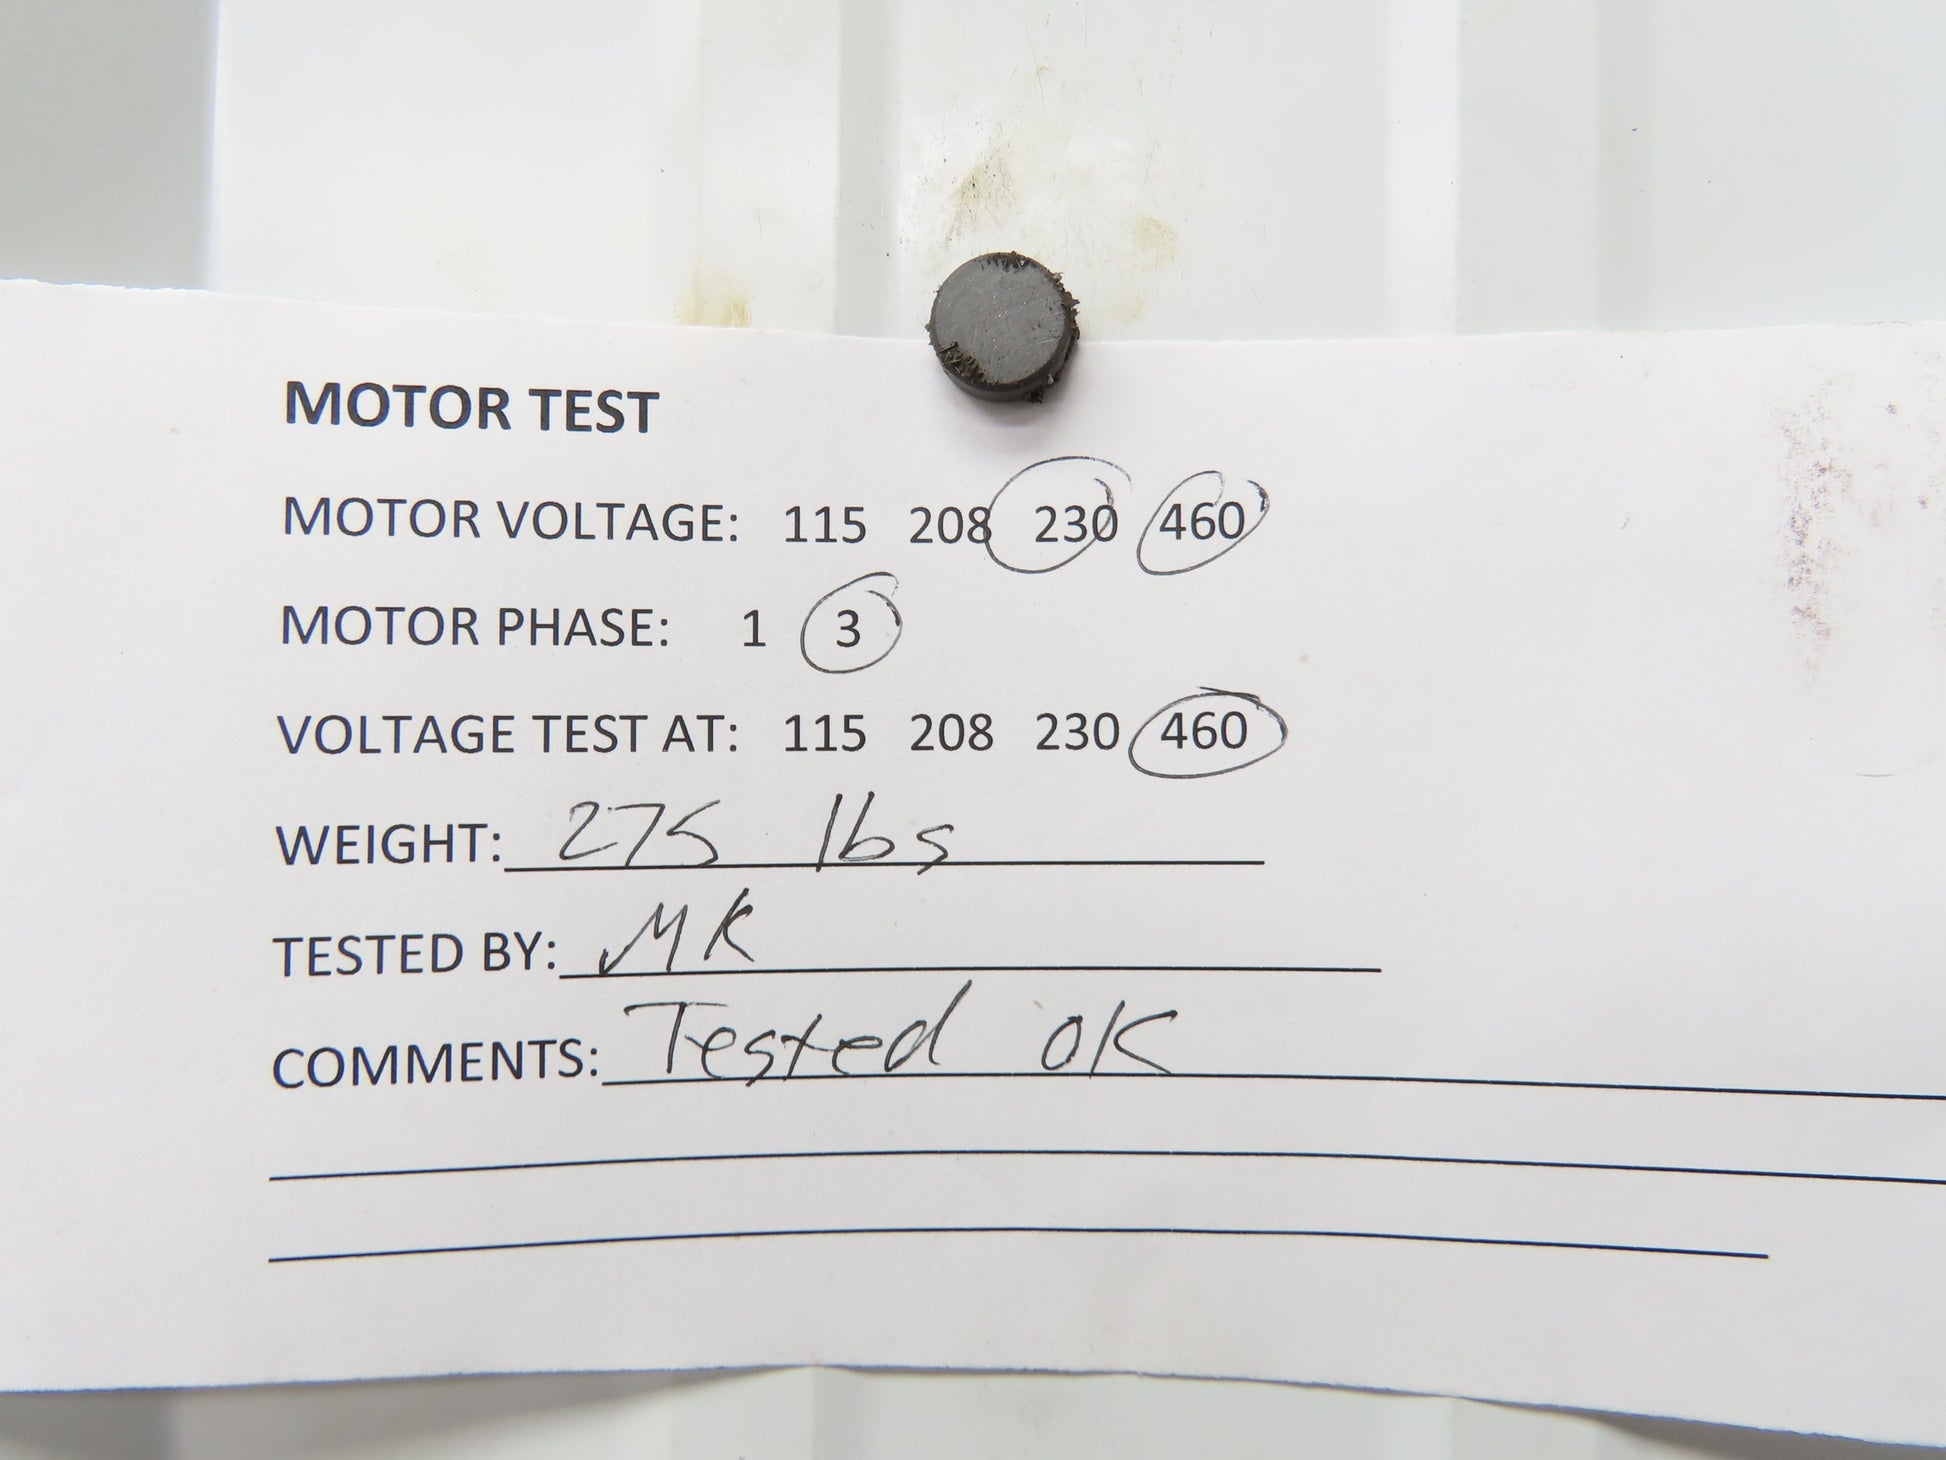 MOTOR TEST
MOTOR VOLTAGE: 115 208 230 460
MOTOR PHASE: 1 3
VOLTAGE TEST AT: 115 208 230 460
WEIGHT: 275 lbs
TESTED BY: MK
COMMENTS: Tested OK